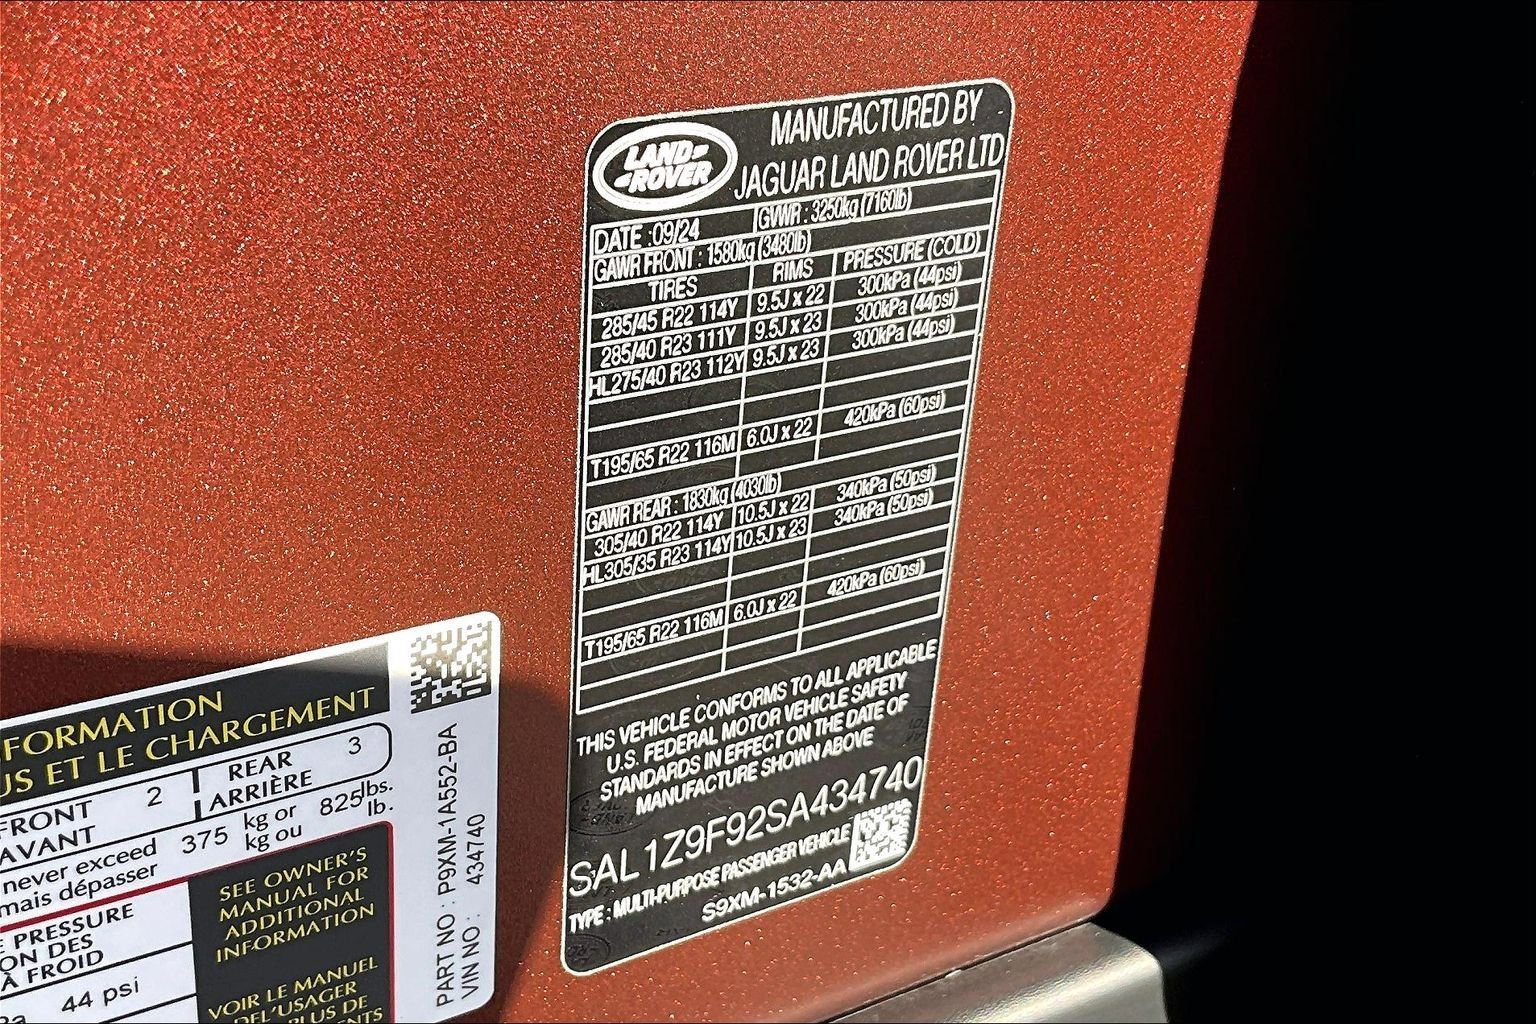 LAND ROVER
MANUFACTURED BY
JAGUAR LAND ROVER LTD
DATE :09/24 GVWR : 3250kg (7160lb)
GAWR FRONT : 1580kg (3480lb)
TIRES RIMS PRESSURE (COLD)
285/45 R22 114Y 9.5J x 22 300kPa (44psi)
285/40 R23 111Y 9.5J x 23 300kPa (44psi)
HL275/40 R23 112Y 9.5J x 23 300kPa (44psi)
T195/65 R22 116M 6.0J x 22 420kPa (60psi)
GAWR REAR : 1830kg (4030lb)
305/40 R22 114Y 10.5J x 22 340kPa (50psi)
HL305/35 R23 114Y 10.5J x 23 340kPa (50psi)
T195/65 R22 116M 6.0J x 22 420kPa (60psi)
THIS VEHICLE CONFORMS TO ALL APPLICABLE
U.S. FEDERAL MOTOR VEHICLE SAFETY
STANDARDS IN EFFECT ON THE DATE OF
MANUFACTURE SHOWN ABOVE
SAL1Z9F92SA434740
TYPE : MULTI-PURPOSE PASSENGER VEHICLE
S9XM-1532-AA
FORMATION
US ET LE CHARGEMENT
FRONT 2 REAR 3
AVANT ARRIÈRE
never exceed 375 kg or 825 lbs.
mais dépasser kg ou lb.
PRESSURE
ON DES
À FROID
44 psi
SEE OWNER'S
MANUAL FOR
ADDITIONAL
INFORMATION
VOIR LE MANUEL
DE L'USAGER
PLUS DE
PART NO : P9XM-1A552-BA
VIN NO : 434740